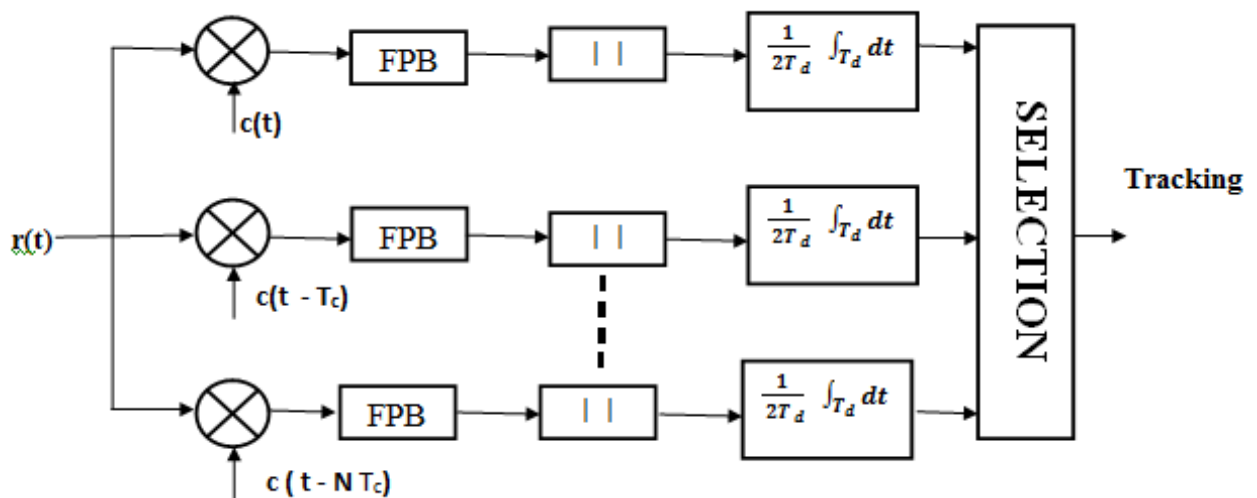 FPB
| |
1/2T_d ∫_{T_d} dt
c(t)
SELECTION
Tracking
r(t)
FPB
| |
1/2T_d ∫_{T_d} dt
c(t - T_c)
FPB
| |
1/2T_d ∫_{T_d} dt
c ( t - N T_c)